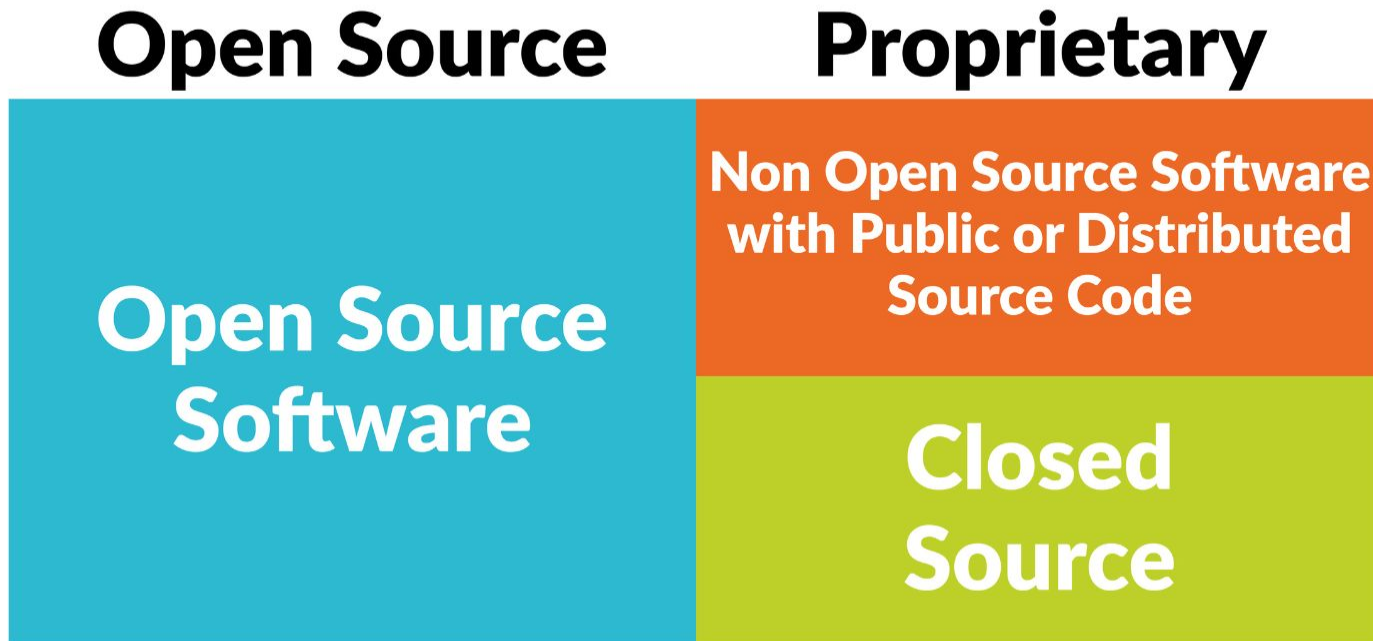 Open Source
Proprietary
Open Source
Software
Non Open Source Software
with Public or Distributed
Source Code
Closed
Source